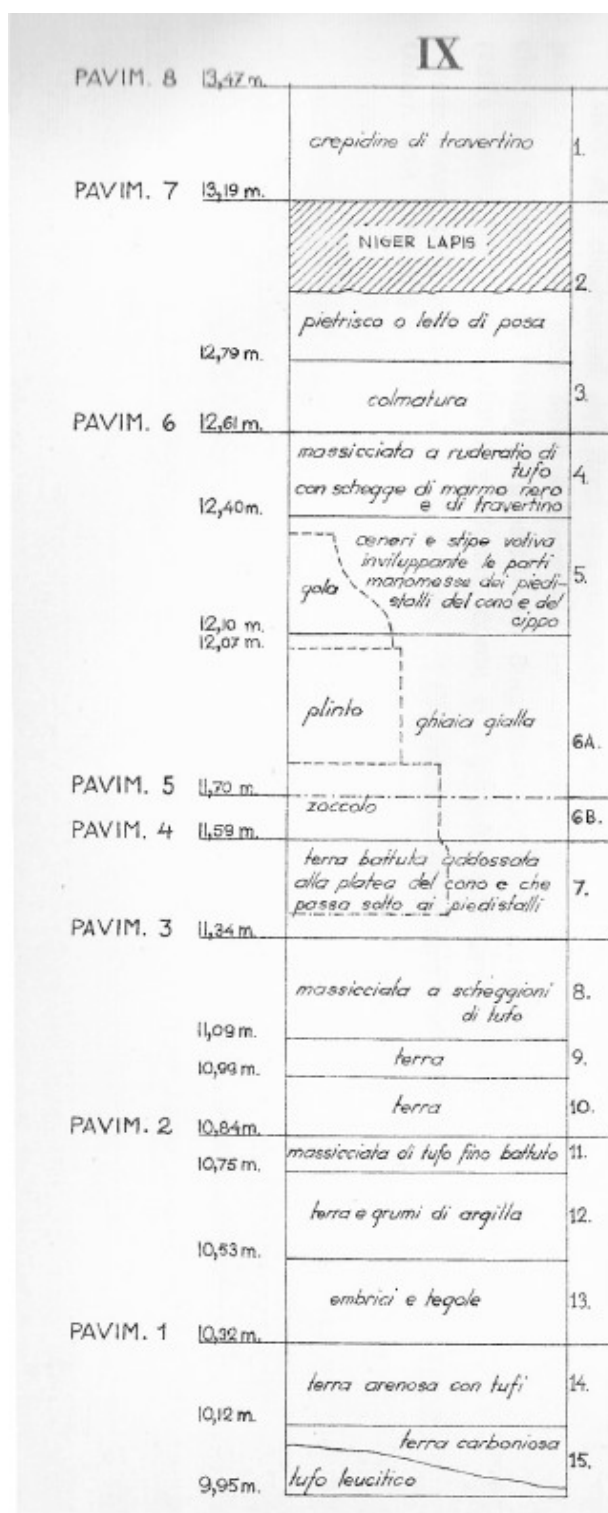 IX
PAVIM. 8 13,47 m.
crepidine di travertino 1.
PAVIM. 7 13,19 m.
NIGER LAPIS
2.
pietrisco o letto di posa
12,79 m.
colmatura 3.
PAVIM. 6 12,61 m.
massicciata a ruderatio di
tufo 4.
con schegge di marmo nero
e di travertino
12,40 m.
ceneri e stipe votiva
inviluppante le parti 5.
gola manomesse dei piedi-
stalli del cono e del
cippo
12,10 m.
12,07 m.
plinto ghiaia gialla
6A.
PAVIM. 5 11,70 m.
zoccolo 6B.
PAVIM. 4 11,59 m.
terra battuta addossata
alla platea del cono e che 7.
passa sotto ai piedistalli
PAVIM. 3 11,34 m.
massicciata a scheggioni 8.
di tufo
11,09 m.
terra 9.
10,99 m.
terra 10.
PAVIM. 2 10,84 m.
massicciata di tufo fino battuto 11.
10,75 m.
terra e grumi di argilla 12.
10,53 m.
embrici e tegole 13.
PAVIM. 1 10,32 m.
terra arenosa con tufi 14.
10,12 m.
terra carboniosa 15.
tufo leucitico
9,95 m.